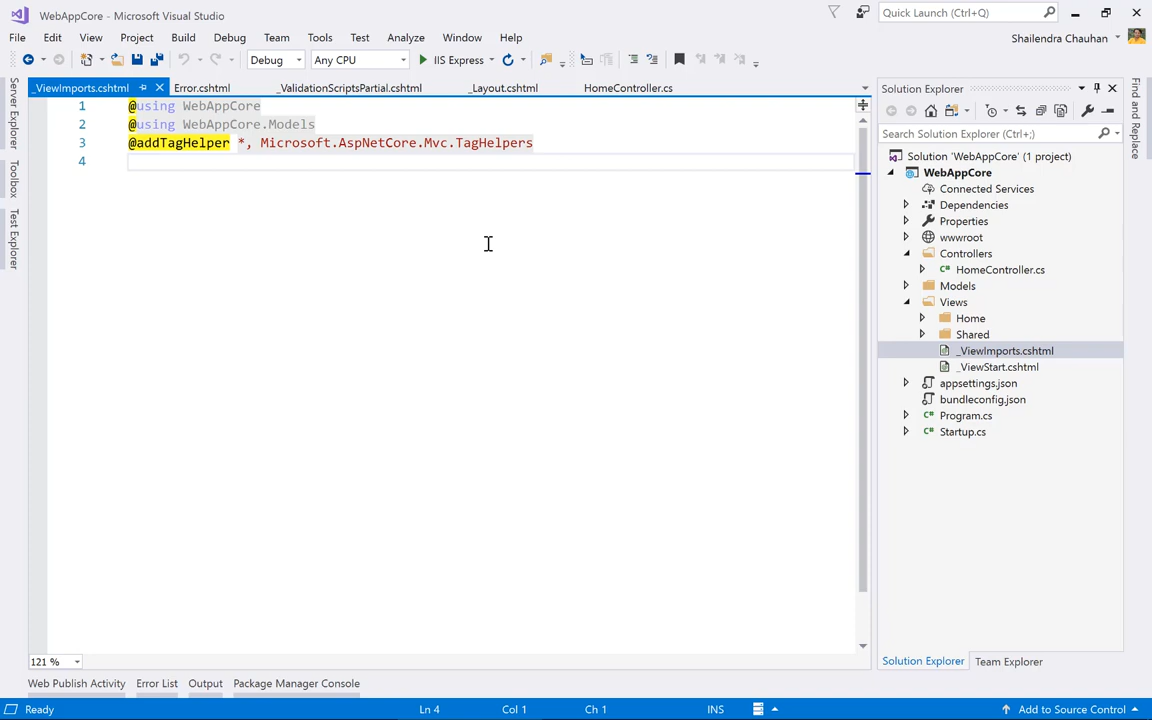 WebAppCore - Microsoft Visual Studio
Quick Launch (Ctrl+Q)
File Edit View Project Build Debug Team Tools Test Analyze Window Help
Shailendra Chauhan
Debug Any CPU IIS Express
Server Explorer
Toolbox
Test Explorer
_ViewImports.cshtml Error.cshtml _ValidationScriptsPartial.cshtml _Layout.cshtml HomeController.cs
1 @using WebAppCore
2 @using WebAppCore.Models
3 @addTagHelper *, Microsoft.AspNetCore.Mvc.TagHelpers
4
121 %
Solution Explorer
Search Solution Explorer (Ctrl+;)
Solution 'WebAppCore' (1 project)
WebAppCore
Connected Services
Dependencies
Properties
wwwroot
Controllers
C# HomeController.cs
Models
Views
Home
Shared
_ViewImports.cshtml
_ViewStart.cshtml
appsettings.json
bundleconfig.json
C# Program.cs
C# Startup.cs
Solution Explorer Team Explorer
Find and Replace
Web Publish Activity Error List Output Package Manager Console
Ready Ln 4 Col 1 Ch 1 INS Add to Source Control